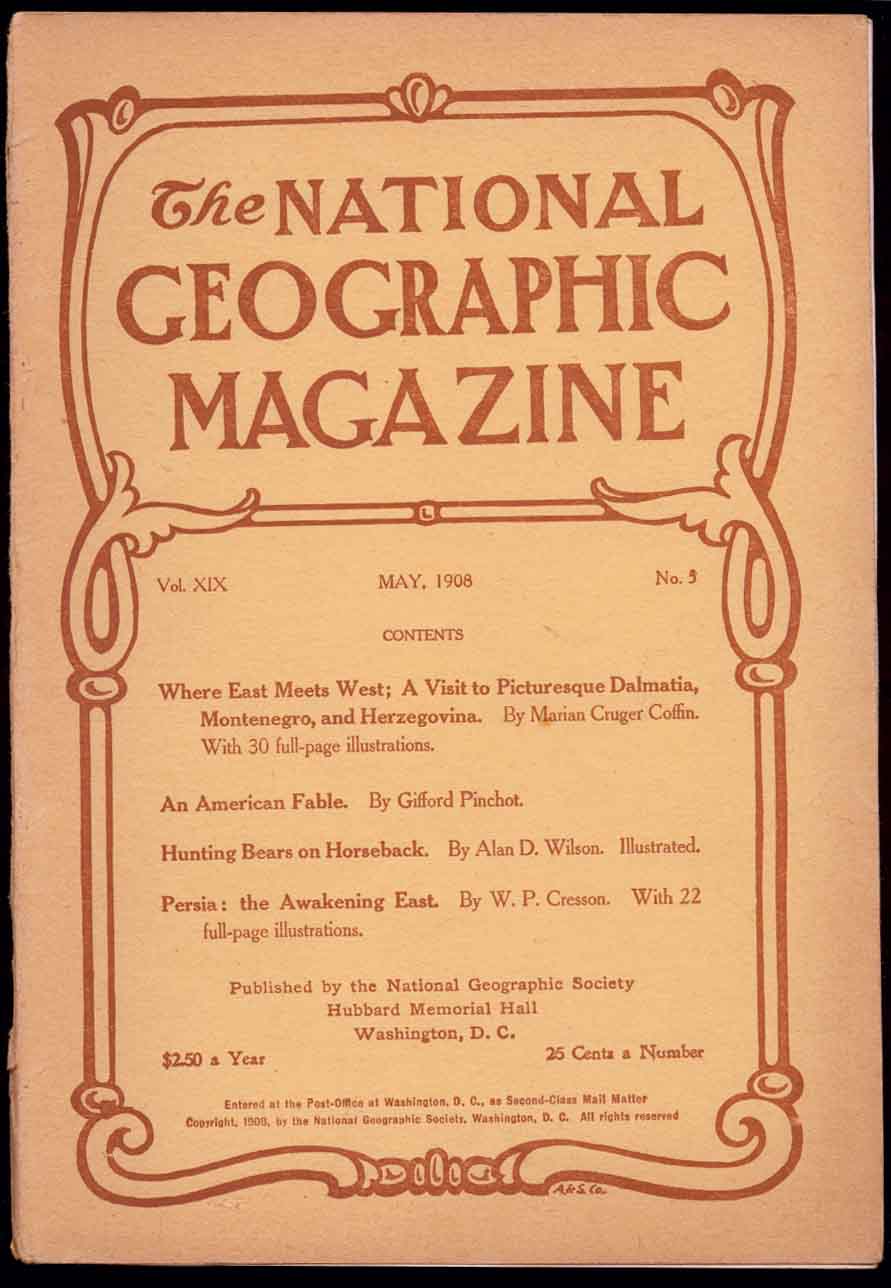 The NATIONAL
GEOGRAPHIC
MAGAZINE
Vol. XIX MAY, 1908 No. 5
CONTENTS
Where East Meets West; A Visit to Picturesque Dalmatia,
Montenegro, and Herzegovina. By Marian Cruger Coffin.
With 30 full-page illustrations.
An American Fable. By Gifford Pinchot.
Hunting Bears on Horseback. By Alan D. Wilson. Illustrated.
Persia: the Awakening East. By W. P. Cresson. With 22
full-page illustrations.
Published by the National Geographic Society
Hubbard Memorial Hall
Washington, D. C.
$2.50 a Year 25 Cents a Number
Entered at the Post-Office at Washington, D. C., as Second-Class Mail Matter
Copyright, 1908, by the National Geographic Society, Washington, D. C. All rights reserved
A. & S. Co.